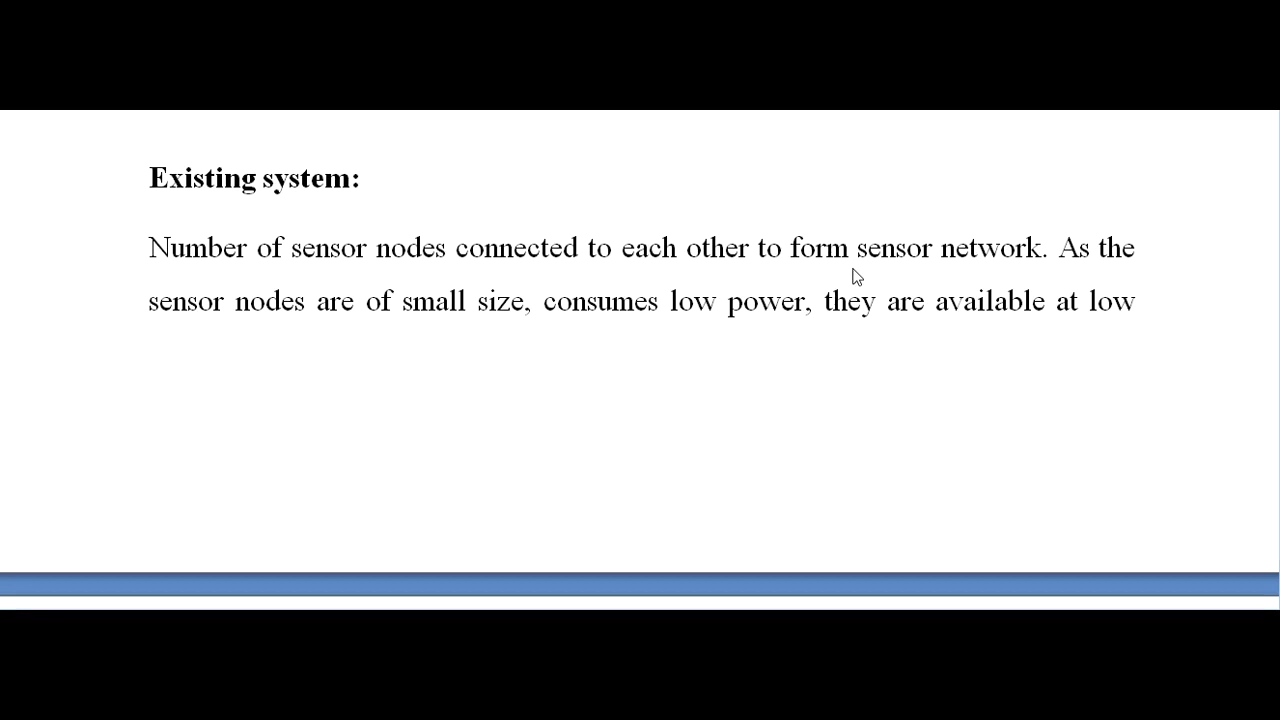 Existing system:
Number of sensor nodes connected to each other to form sensor network. As the
sensor nodes are of small size, consumes low power, they are available at low